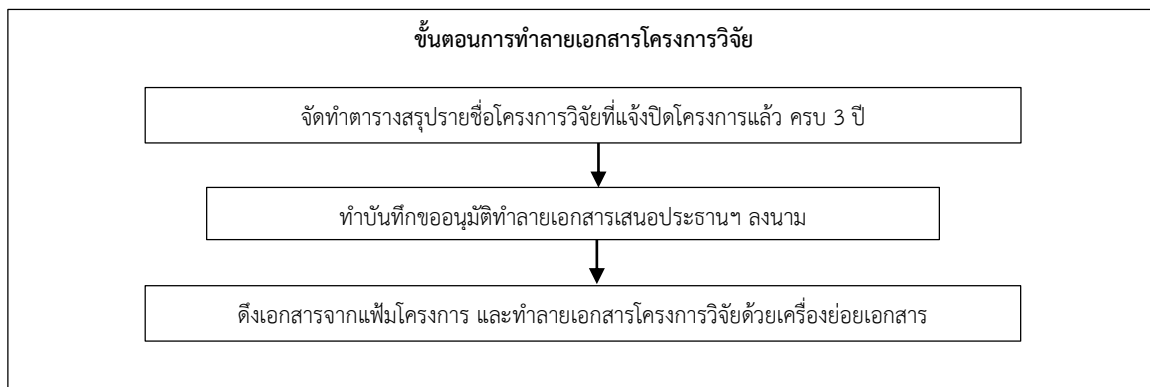 ขั้นตอนการทำลายเอกสารโครงการวิจัย
จัดทำตารางสรุปรายชื่อโครงการวิจัยที่แจ้งปิดโครงการแล้ว ครบ 3 ปี
ทำบันทึกขออนุมัติทำลายเอกสารเสนอประธานฯ ลงนาม
ดึงเอกสารจากแฟ้มโครงการ และทำลายเอกสารโครงการวิจัยด้วยเครื่องย่อยเอกสาร